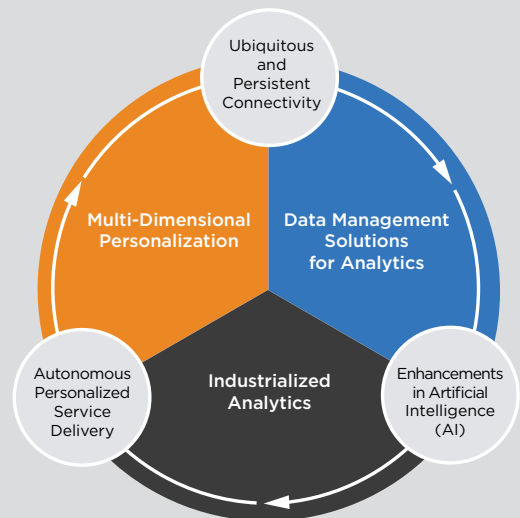 Ubiquitous
and
Persistent
Connectivity
Multi-Dimensional
Personalization
Data Management
Solutions
for Analytics
Autonomous
Personalized
Service
Delivery
Industrialized
Analytics
Enhancements
in Artificial
Intelligence
(AI)